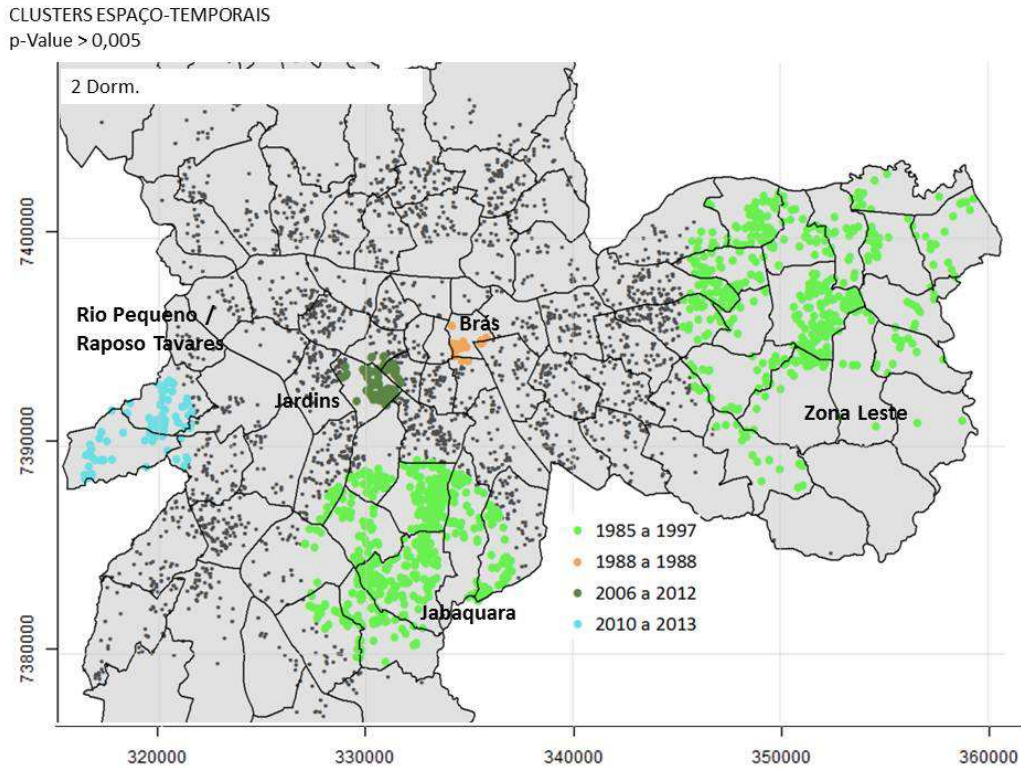 CLUSTERS ESPAÇO-TEMPORAIS
p-Value > 0,005
2 Dorm.
7400000
7390000
7380000
Rio Pequeno /
Raposo Tavares
Brás
Jardins
Zona Leste
Jabaquara
1985 a 1997
1988 a 1988
2006 a 2012
2010 a 2013
320000
330000
340000
350000
360000